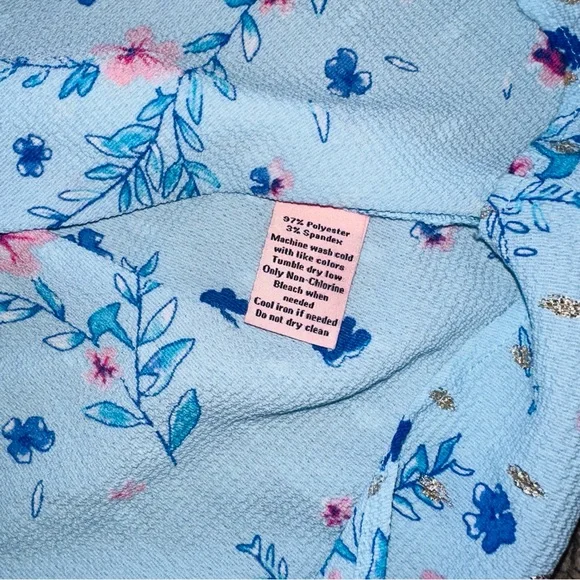 97% Polyester
3% Spandex
Machine wash cold
with like colors
Tumble dry low
Only Non-Chlorine
Bleach when
needed
Cool iron if needed
Do not dry clean